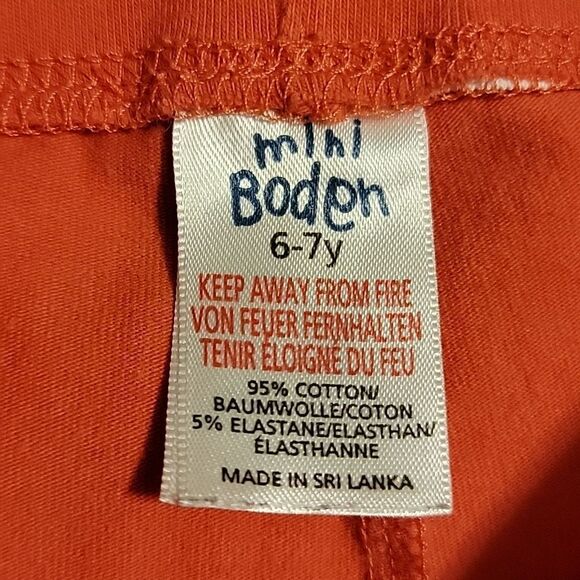 mini
Boden
6-7y
KEEP AWAY FROM FIRE
VON FEUER FERNHALTEN
TENIR ÉLOIGNE DU FEU
95% COTTON/
BAUMWOLLE/COTON
5% ELASTANE/ELASTHAN/
ÉLASTHANNE
MADE IN SRI LANKA